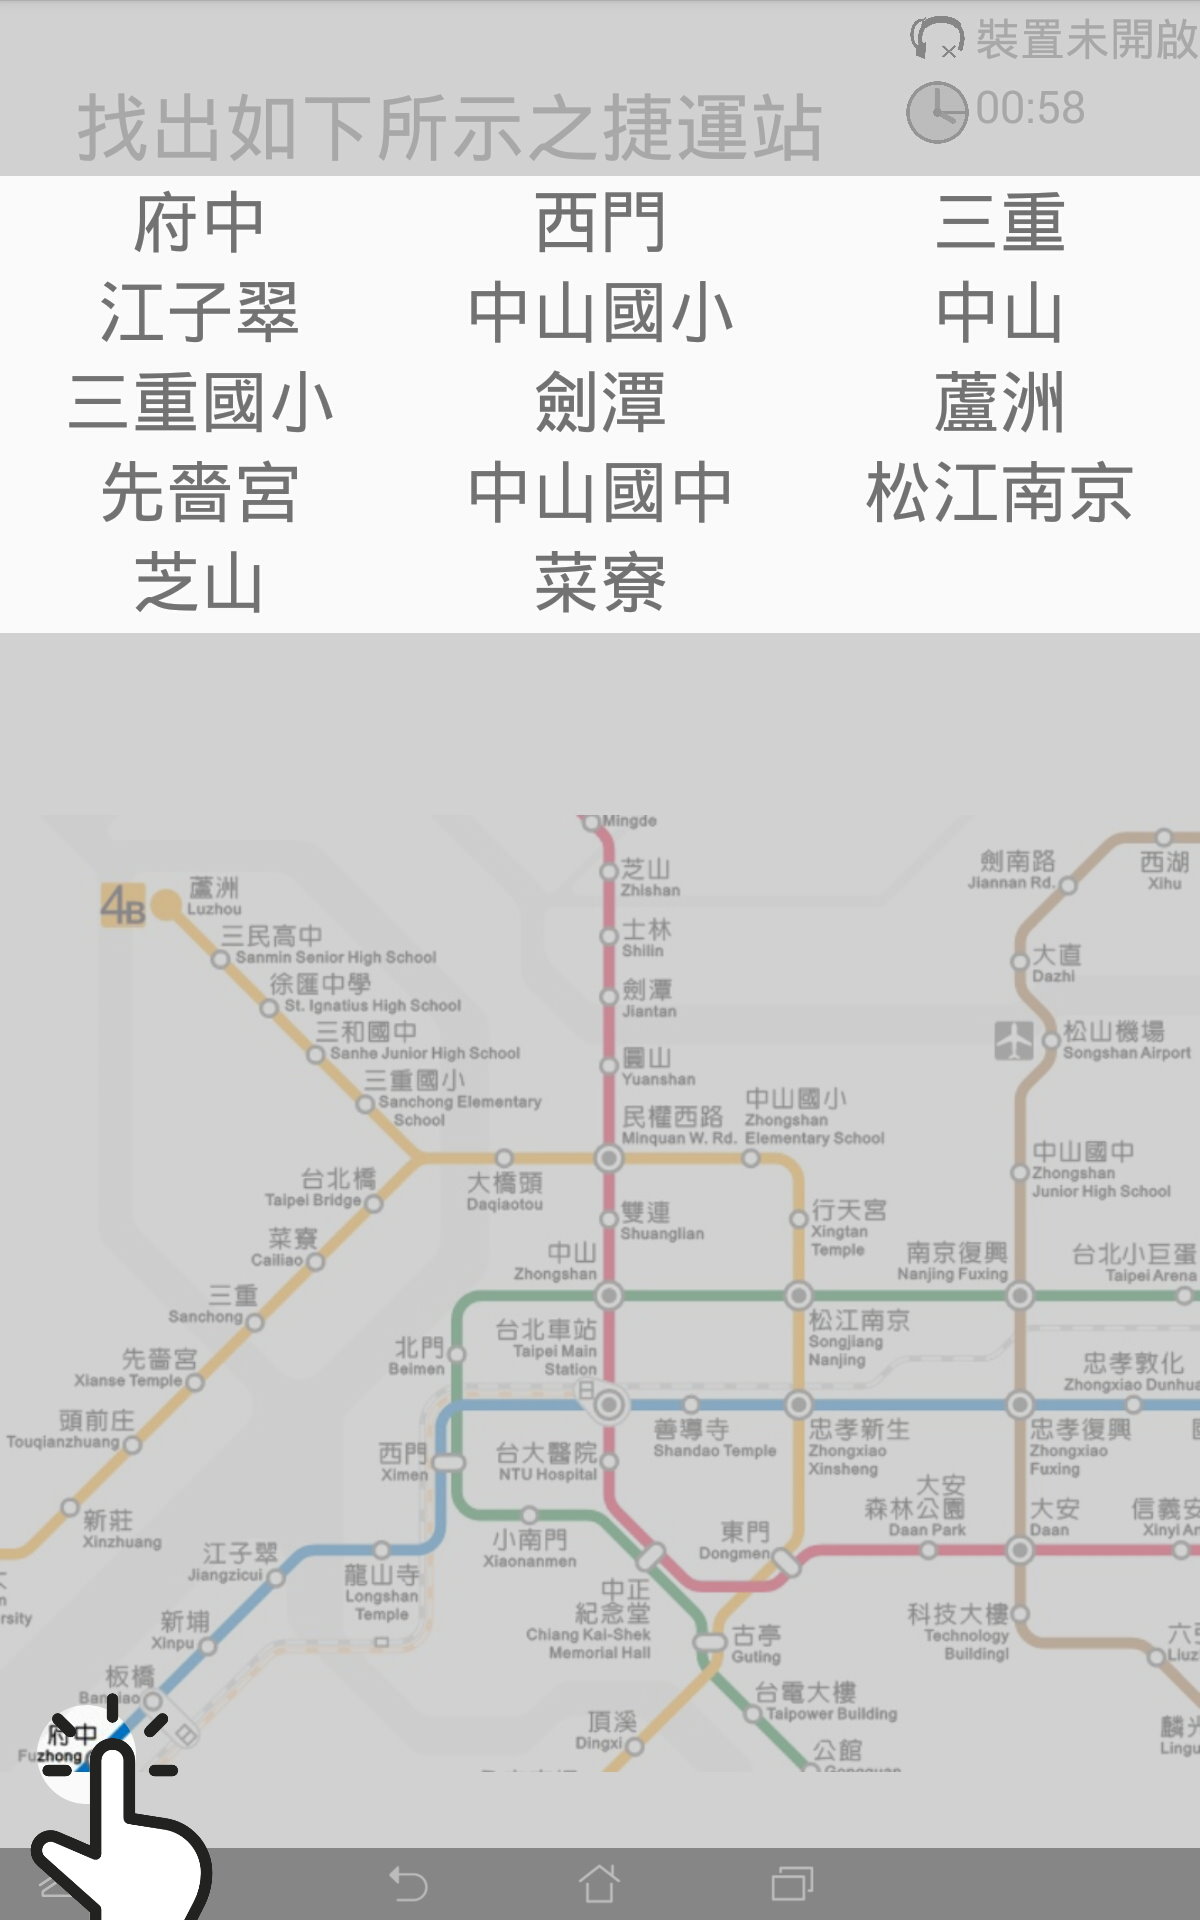 裝置未開啟
找出如下所示之捷運站
00:58
府中 西門 三重
江子翠 中山國小 中山
三重國小 劍潭 蘆洲
先嗇宮 中山國中 松江南京
芝山 菜寮
Mingde
芝山
Zhishan
士林
Shilin
劍潭
Jiantan
圓山
Yuanshan
民權西路
Minquan W. Rd.
中山國小
Zhongshan
Elementary School
雙連
Shuanglian
中山
Zhongshan
4B
蘆洲
Luzhou
三民高中
Sanmin Senior High School
徐匯中學
St. Ignatius High School
三和國中
Sanhe Junior High School
三重國小
Sanchong Elementary
School
台北橋
Taipei Bridge
大橋頭
Daqiaotou
菜寮
Cailiao
三重
Sanchong
先嗇宮
Xianse Temple
頭前庄
Touqianzhuang
新莊
Xinzhuang
rsity
劍南路
Jiannan Rd.
西湖
Xihu
大直
Dazhi
松山機場
Songshan Airport
中山國中
Zhongshan
Junior High School
行天宮
Xingtan
Temple
南京復興
Nanjing Fuxing
台北小巨蛋
Taipei Arena
松江南京
Songjiang
Nanjing
北門
Beimen
台北車站
Taipei Main
Station
忠孝敦化
Zhongxiao Dunhua
西門
Ximen
台大醫院
NTU Hospital
善導寺
Shandao Temple
忠孝新生
Zhongxiao
Xinsheng
忠孝復興
Zhongxiao
Fuxing
大安
森林公園
Daan Park
大安
Daan
信義安
Xinyi An
小南門
Xiaonanmen
東門
Dongmen
江子翠
Jiangzicui
龍山寺
Longshan
Temple
中正
紀念堂
Chiang Kai-Shek
Memorial Hall
古亭
Guting
科技大樓
Technology
Buildingl
六張
Liuz
新埔
Xinpu
板橋
Banqiao
台電大樓
Taipower Building
頂溪
Dingxi
公館
Gongguan
麟光
Lingu
府中
Fuzhong